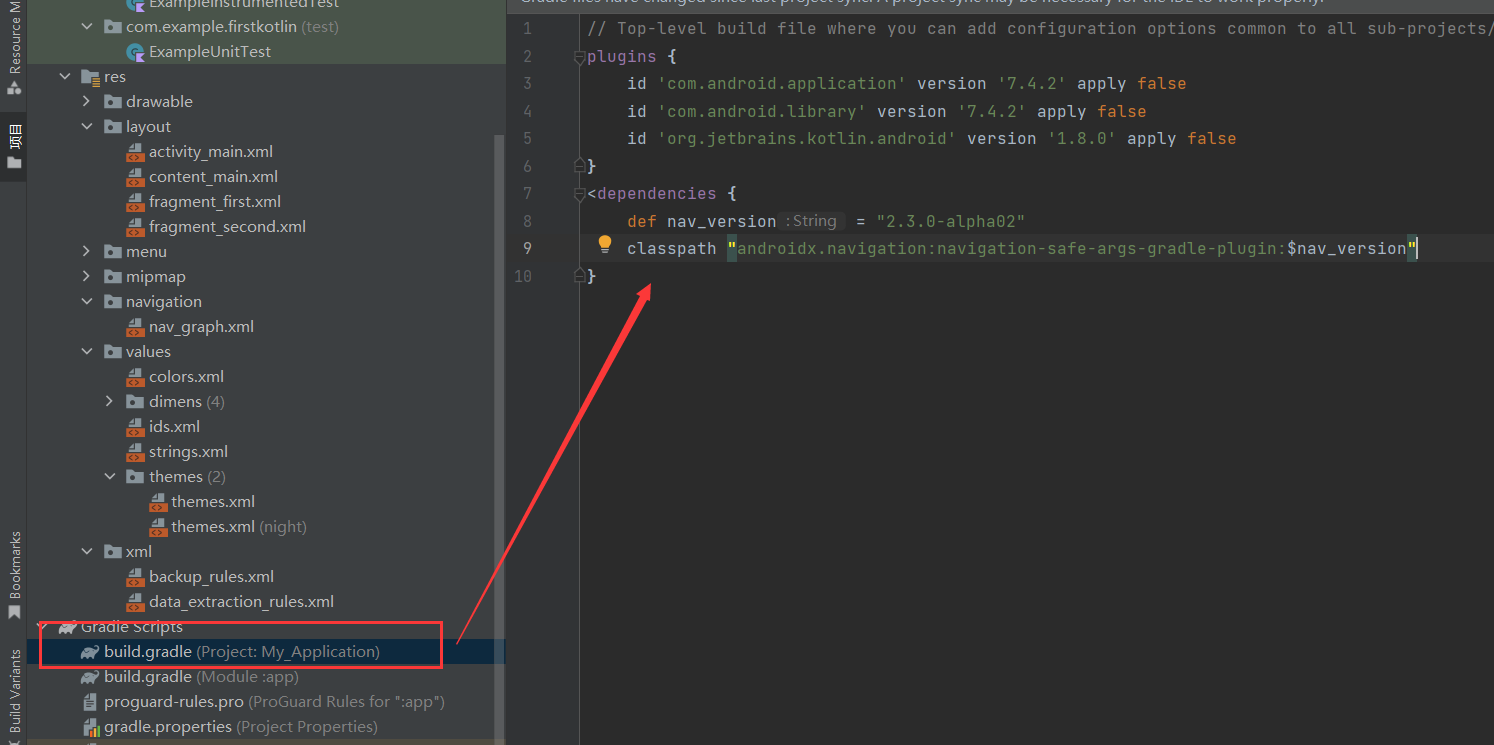 Resource M
项目
Bookmarks
Build Variants
ExampleInstrumentedTest
com.example.firstkotlin (test)
ExampleUnitTest
res
drawable
layout
activity_main.xml
content_main.xml
fragment_first.xml
fragment_second.xml
menu
mipmap
navigation
nav_graph.xml
values
colors.xml
dimens (4)
ids.xml
strings.xml
themes (2)
themes.xml
themes.xml (night)
xml
backup_rules.xml
data_extraction_rules.xml
Gradle Scripts
build.gradle (Project: My_Application)
build.gradle (Module :app)
proguard-rules.pro (ProGuard Rules for ":app")
gradle.properties (Project Properties)
Gradle files have changed since last project sync. A project sync may be necessary for the IDE to work properly.
1 // Top-level build file where you can add configuration options common to all sub-projects/
2 plugins {
3 id 'com.android.application' version '7.4.2' apply false
4 id 'com.android.library' version '7.4.2' apply false
5 id 'org.jetbrains.kotlin.android' version '1.8.0' apply false
6 }
7 <dependencies {
8 def nav_version :String = "2.3.0-alpha02"
9 classpath "androidx.navigation:navigation-safe-args-gradle-plugin:$nav_version"
10 }